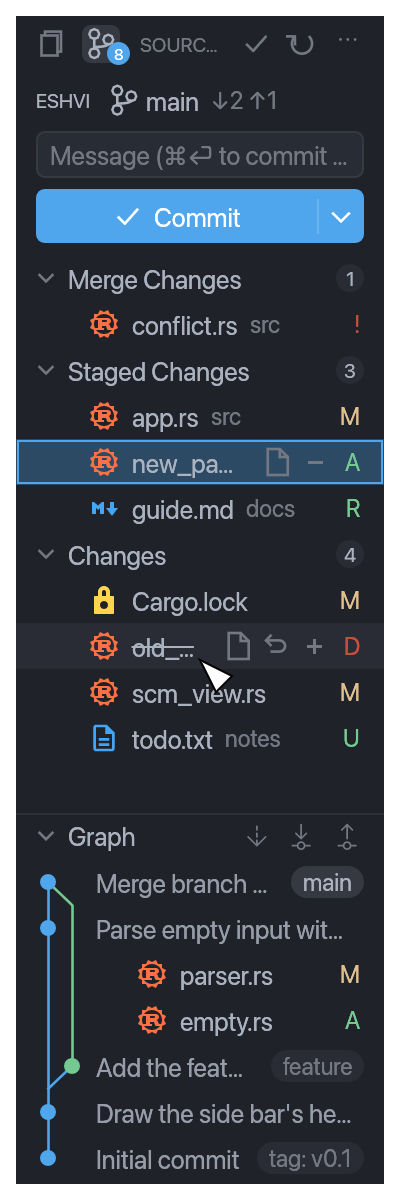 8 SOURC... ...
ESHVI main ↓2 ↑1
Message (⌘⏎ to commit ...
Commit
Merge Changes 1
conflict.rs src !
Staged Changes 3
app.rs src M
new_pa... A
guide.md docs R
Changes 4
Cargo.lock M
old_... D
scm_view.rs M
todo.txt notes U
Graph
Merge branch ... main
Parse empty input wit...
parser.rs M
empty.rs A
Add the feat... feature
Draw the side bar's he...
Initial commit tag: v0.1